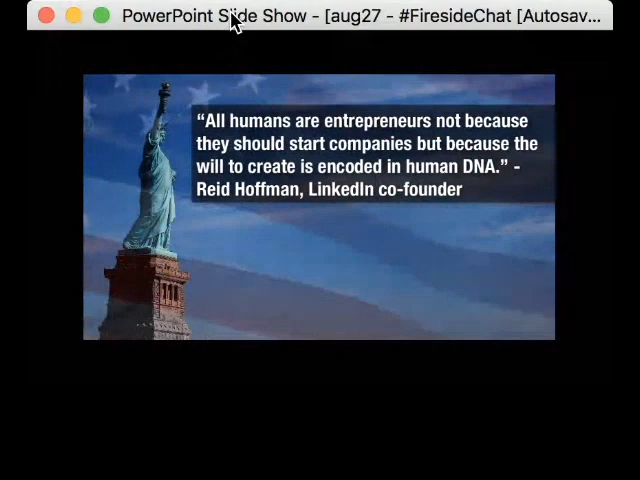 PowerPoint Slide Show - [aug27 - #FiresideChat [Autosav...
“All humans are entrepreneurs not because
they should start companies but because the
will to create is encoded in human DNA.” -
Reid Hoffman, LinkedIn co-founder